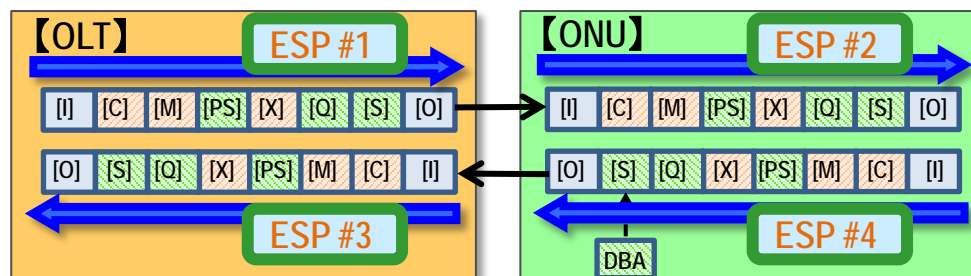 【OLT】 ESP #1
[I] [C] [M] [PS] [X] [Q] [S] [O]
[O] [S] [Q] [X] [PS] [M] [C] [I]
ESP #3
【ONU】 ESP #2
[I] [C] [M] [PS] [X] [Q] [S] [O]
[O] [S] [Q] [X] [PS] [M] [C] [I]
DBA ESP #4